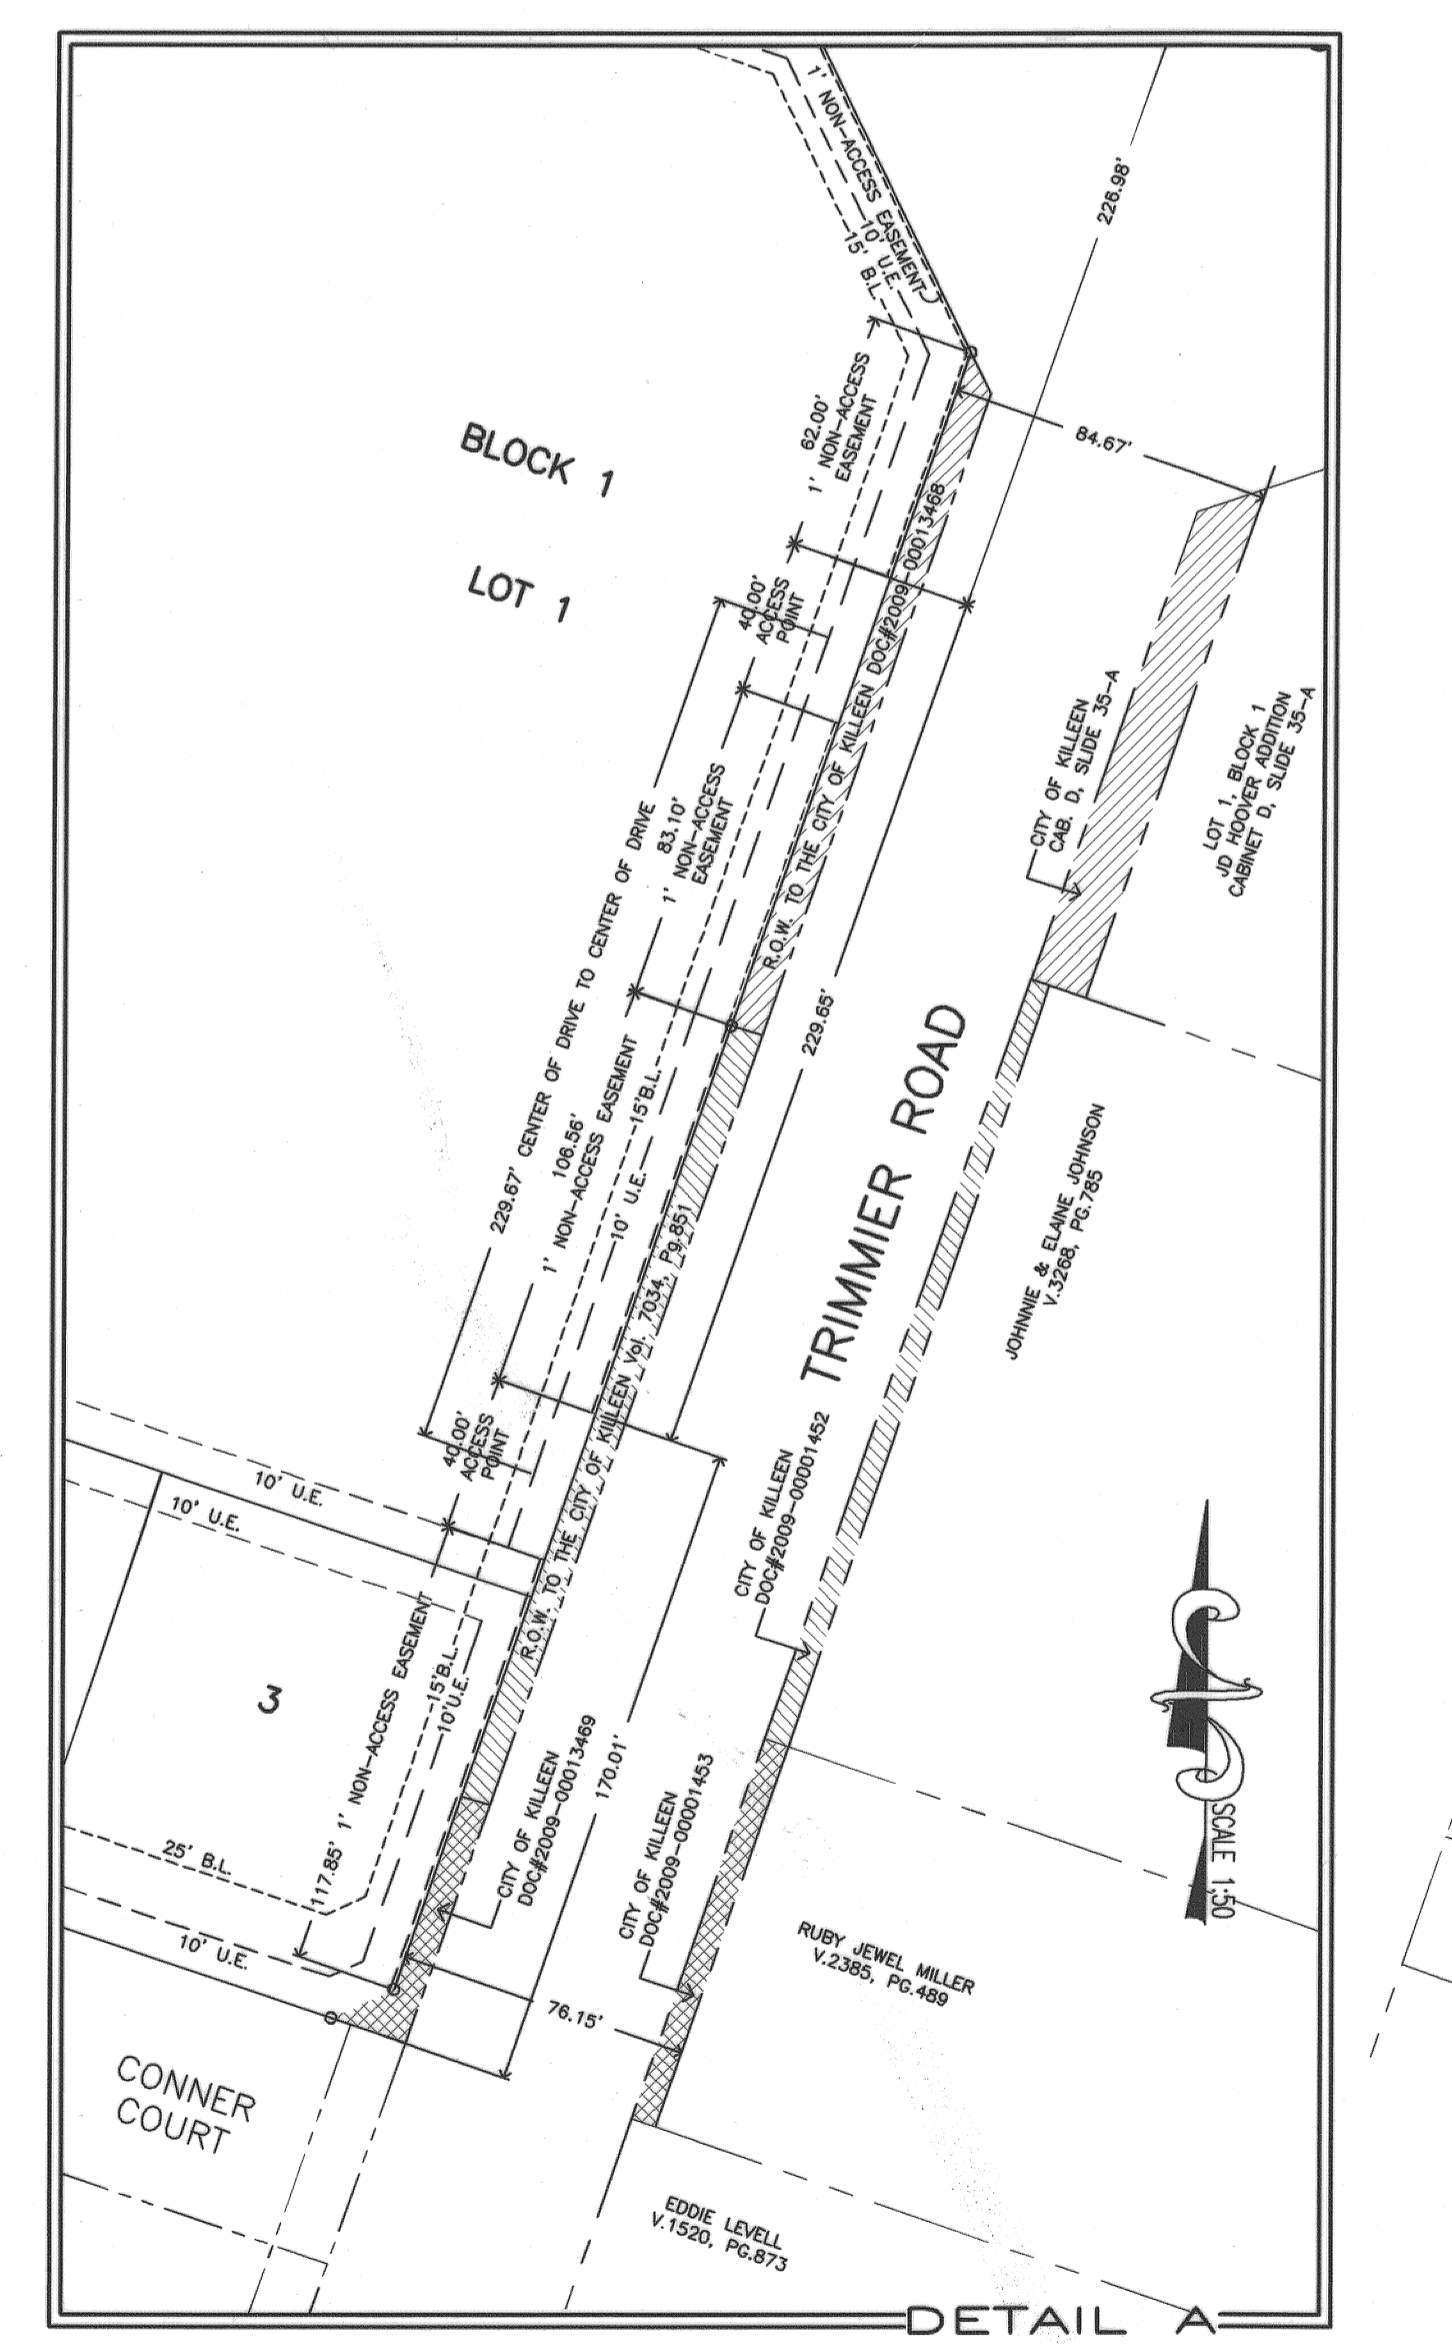 1' NON-ACCESS EASEMENT
10' U.E.
15' B.L.
226.98'
62.00'
1' NON-ACCESS
EASEMENT
84.67'
BLOCK 1
LOT 1
40.00'
ACCESS
POINT
R.O.W. TO THE CITY OF KILLEEN DOC#2009-00013468
CITY OF KILLEEN
CAB. D, SLIDE 35-A
LOT 1, BLOCK 1
JD HOOVER ADDITION
CABINET D, SLIDE 35-A
83.10'
1' NON-ACCESS
EASEMENT
229.67' CENTER OF DRIVE TO CENTER OF DRIVE
229.65'
106.56'
1' NON-ACCESS EASEMENT
15'B.L.
10' U.E.
TRIMMIER ROAD
JOHNNIE & ELAINE JOHNSON
V.3268, PG.785
R.O.W. TO THE CITY OF KILLEEN Vol. 7034, Pg.851
40.00'
ACCESS
POINT
10' U.E.
10' U.E.
CITY OF KILLEEN
DOC#2009-00001452
3
117.85' 1' NON-ACCESS EASEMENT
15'B.L.
10'U.E.
CITY OF KILLEEN
DOC#2009-00013469
170.01'
CITY OF KILLEEN
DOC#2009-00001453
SCALE 1:50
25' B.L.
10' U.E.
76.15'
RUBY JEWEL MILLER
V.2385, PG.489
CONNER
COURT
EDDIE LEVELL
V.1520, PG.873
DETAIL A